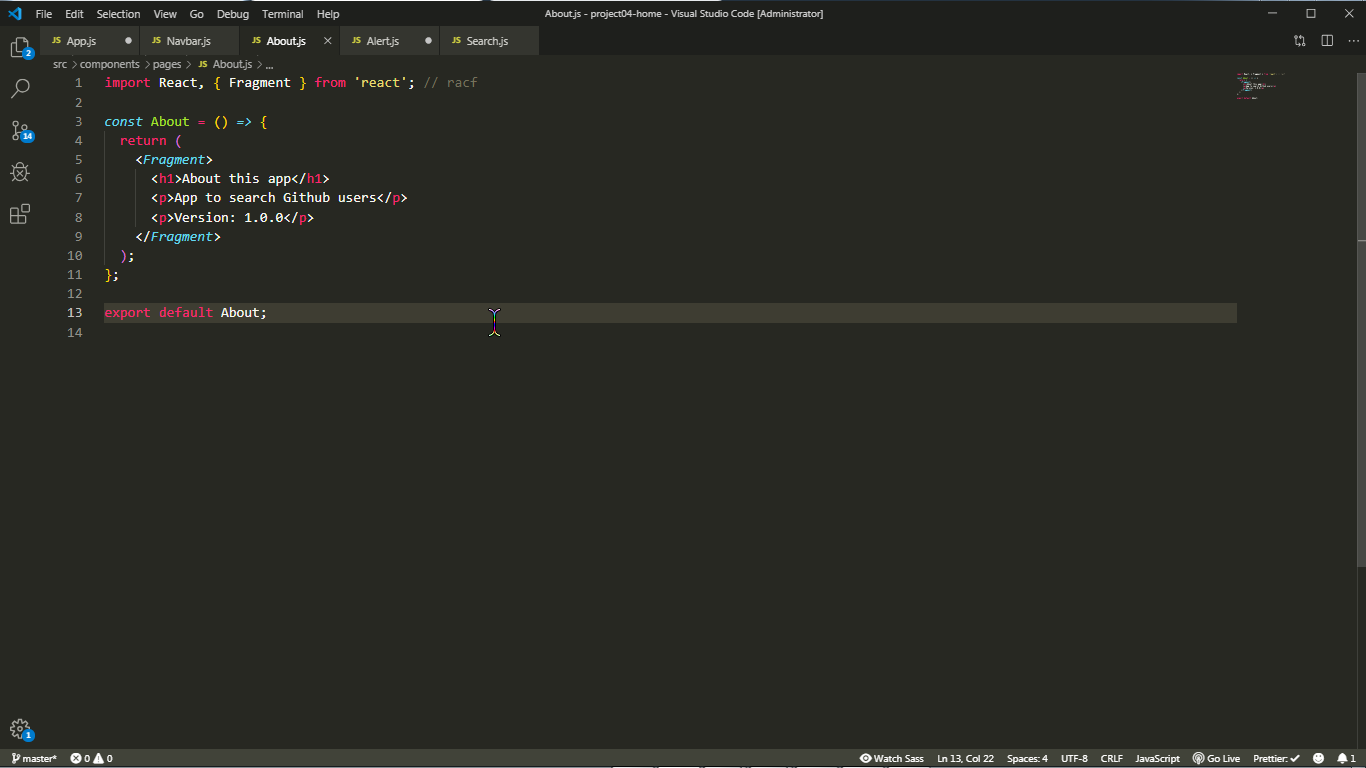 File Edit Selection View Go Debug Terminal Help About.js - project04-home - Visual Studio Code [Administrator]
JS App.js JS Navbar.js JS About.js JS Alert.js JS Search.js
src > components > pages > JS About.js > ...
1 import React, { Fragment } from 'react'; // racf
2
3 const About = () => {
4 return (
5 <Fragment>
6 <h1>About this app</h1>
7 <p>App to search Github users</p>
8 <p>Version: 1.0.0</p>
9 </Fragment>
10 );
11 };
12
13 export default About;
14
2
14
1
master* 0 0 Watch Sass Ln 13, Col 22 Spaces: 4 UTF-8 CRLF JavaScript Go Live Prettier: ✓ 1